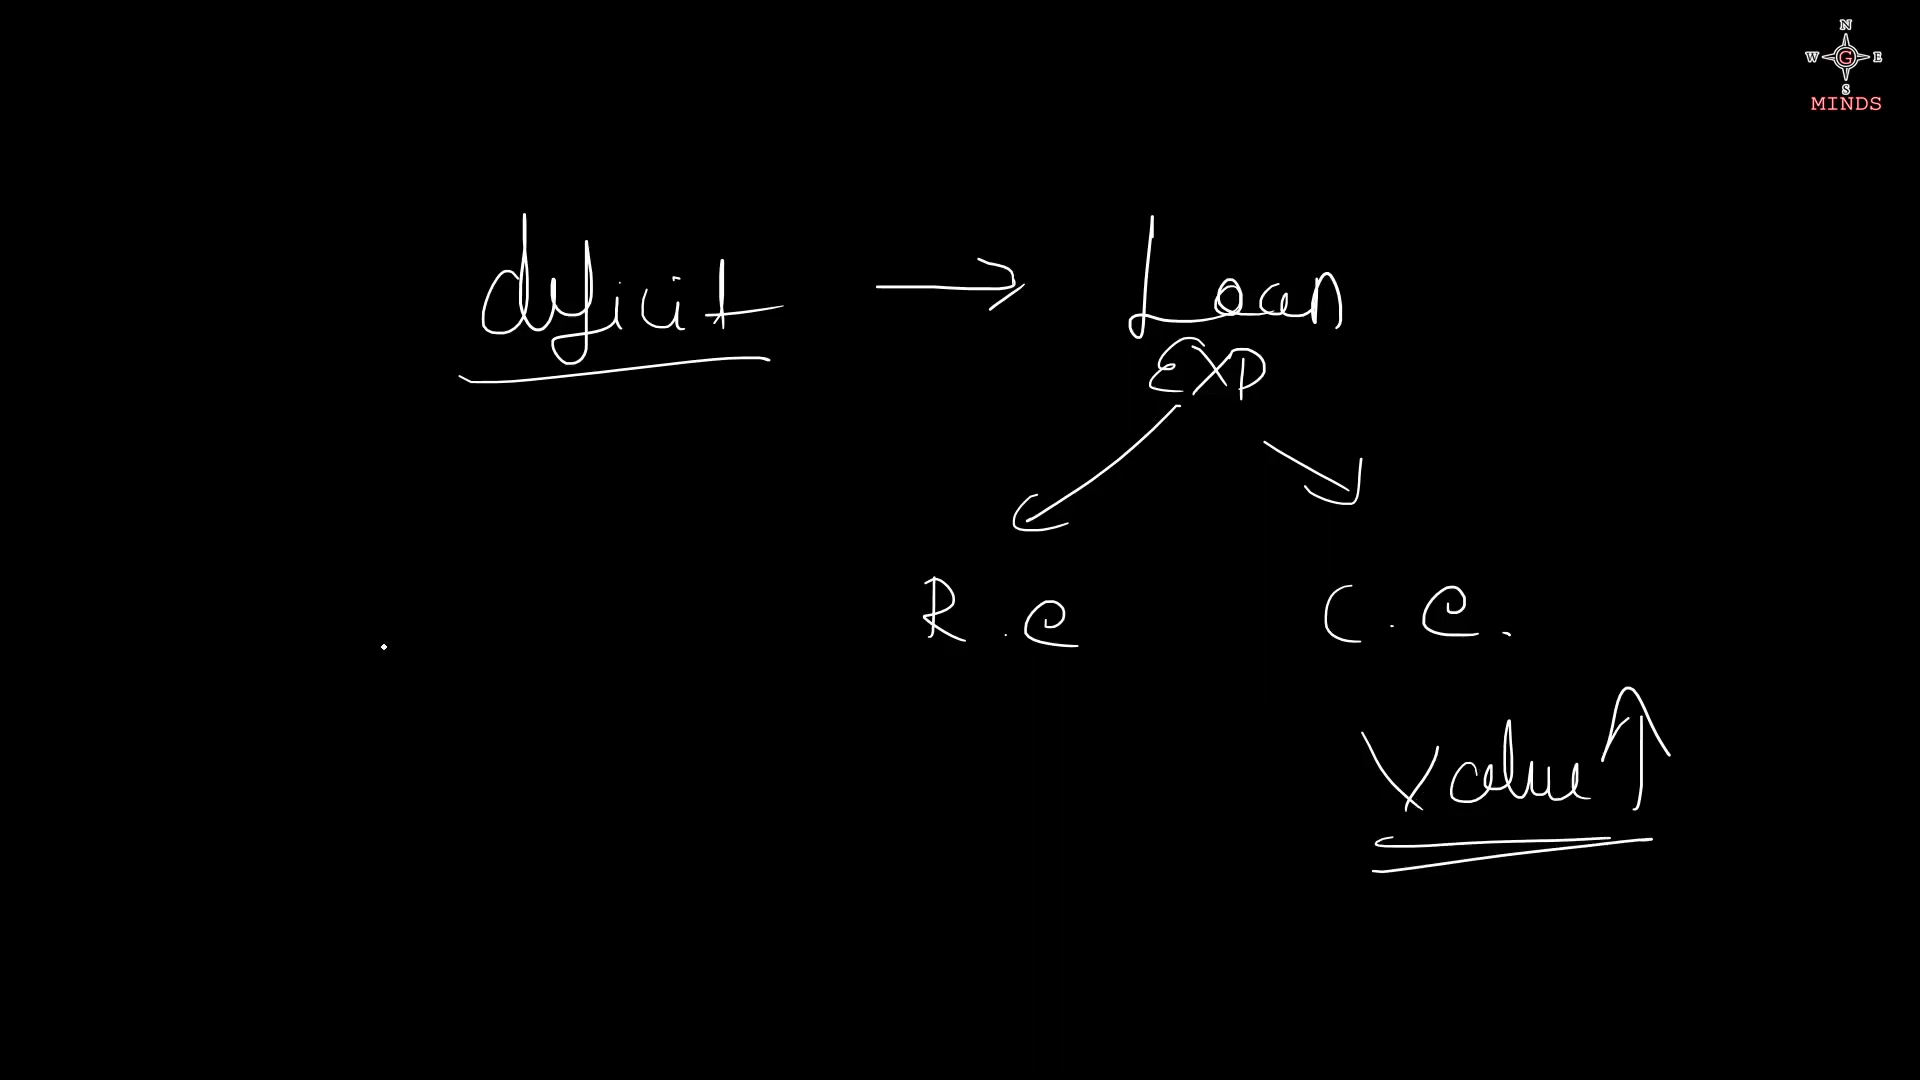 N
W G E
S
MINDS
deficit → Loan
EXP
R.e C.e.
Value ↑